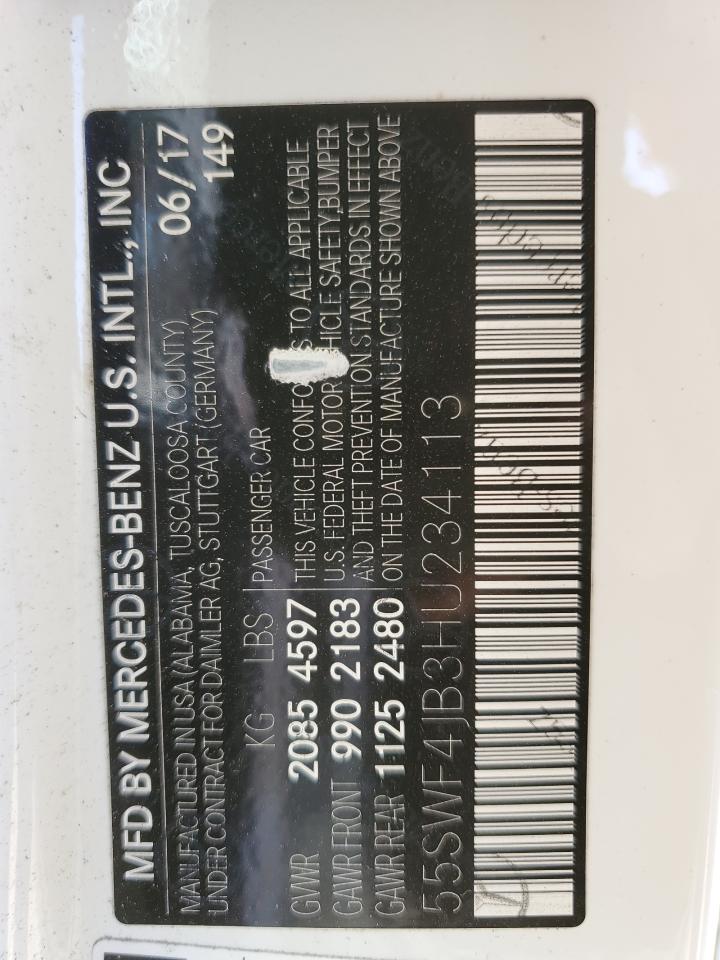 MFD BY MERCEDES-BENZ U.S. INTL., INC
MANUFACTURED IN USA (ALABAMA, TUSCALOOSA COUNTY) 06/17
UNDER CONTRACT FOR DAIMLER AG, STUTTGART (GERMANY) 149
KG LBS PASSENGER CAR
GVWR 2085 4597 THIS VEHICLE CONFO S TO ALL APPLICABLE
GAWR FRONT 990 2183 U.S. FEDERAL MOTOR VEHICLE SAFETY, BUMPER
AND THEFT PREVENTION STANDARDS IN EFFECT
GAWR REAR 1125 2480 ON THE DATE OF MANUFACTURE SHOWN ABOVE
55SWF4JB3HU234113